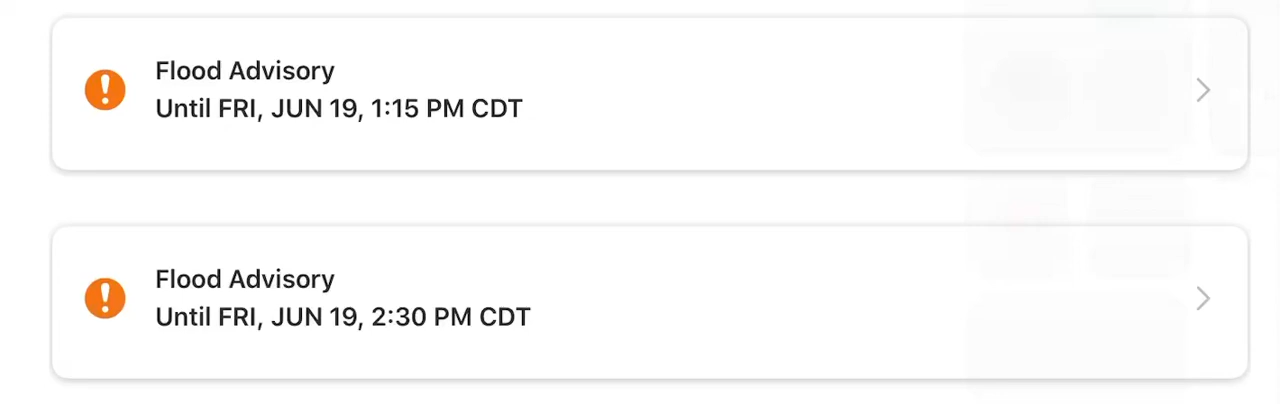 Flood Advisory
Until FRI, JUN 19, 1:15 PM CDT
Flood Advisory
Until FRI, JUN 19, 2:30 PM CDT